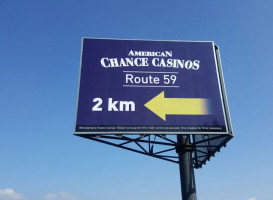 AMERICAN
CHANCE CASINOS
Route 59
2 km